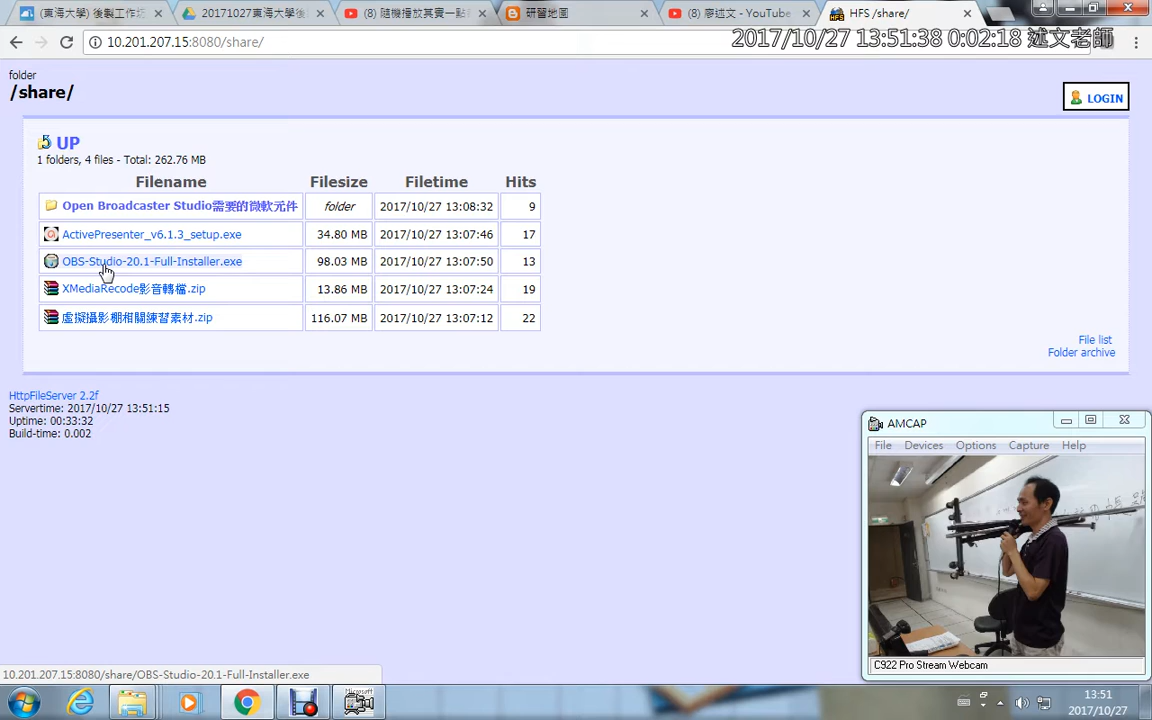 (東海大學) 後製工作坊
20171027東海大學後
(8) 隨機播放其實一點
研習地圖
(8) 廖述文 - YouTube
HFS /share/
10.201.207.15:8080/share/
2017/10/27 13:51:38 0:02:18 述文老師
folder
/share/
LOGIN
UP
1 folders, 4 files - Total: 262.76 MB
Filename Filesize Filetime Hits
Open Broadcaster Studio需要的微軟元件 folder 2017/10/27 13:08:32 9
ActivePresenter_v6.1.3_setup.exe 34.80 MB 2017/10/27 13:07:46 17
OBS-Studio-20.1-Full-Installer.exe 98.03 MB 2017/10/27 13:07:50 13
XMediaRecode影音轉檔.zip 13.86 MB 2017/10/27 13:07:24 19
虛擬攝影棚相關練習素材.zip 116.07 MB 2017/10/27 13:07:12 22
File list
Folder archive
HttpFileServer 2.2f
Servertime: 2017/10/27 13:51:15
Uptime: 00:33:32
Build-time: 0.002
AMCAP
File Devices Options Capture Help
C922 Pro Stream Webcam
10.201.207.15:8080/share/OBS-Studio-20.1-Full-Installer.exe
Microsoft
13:51
2017/10/27